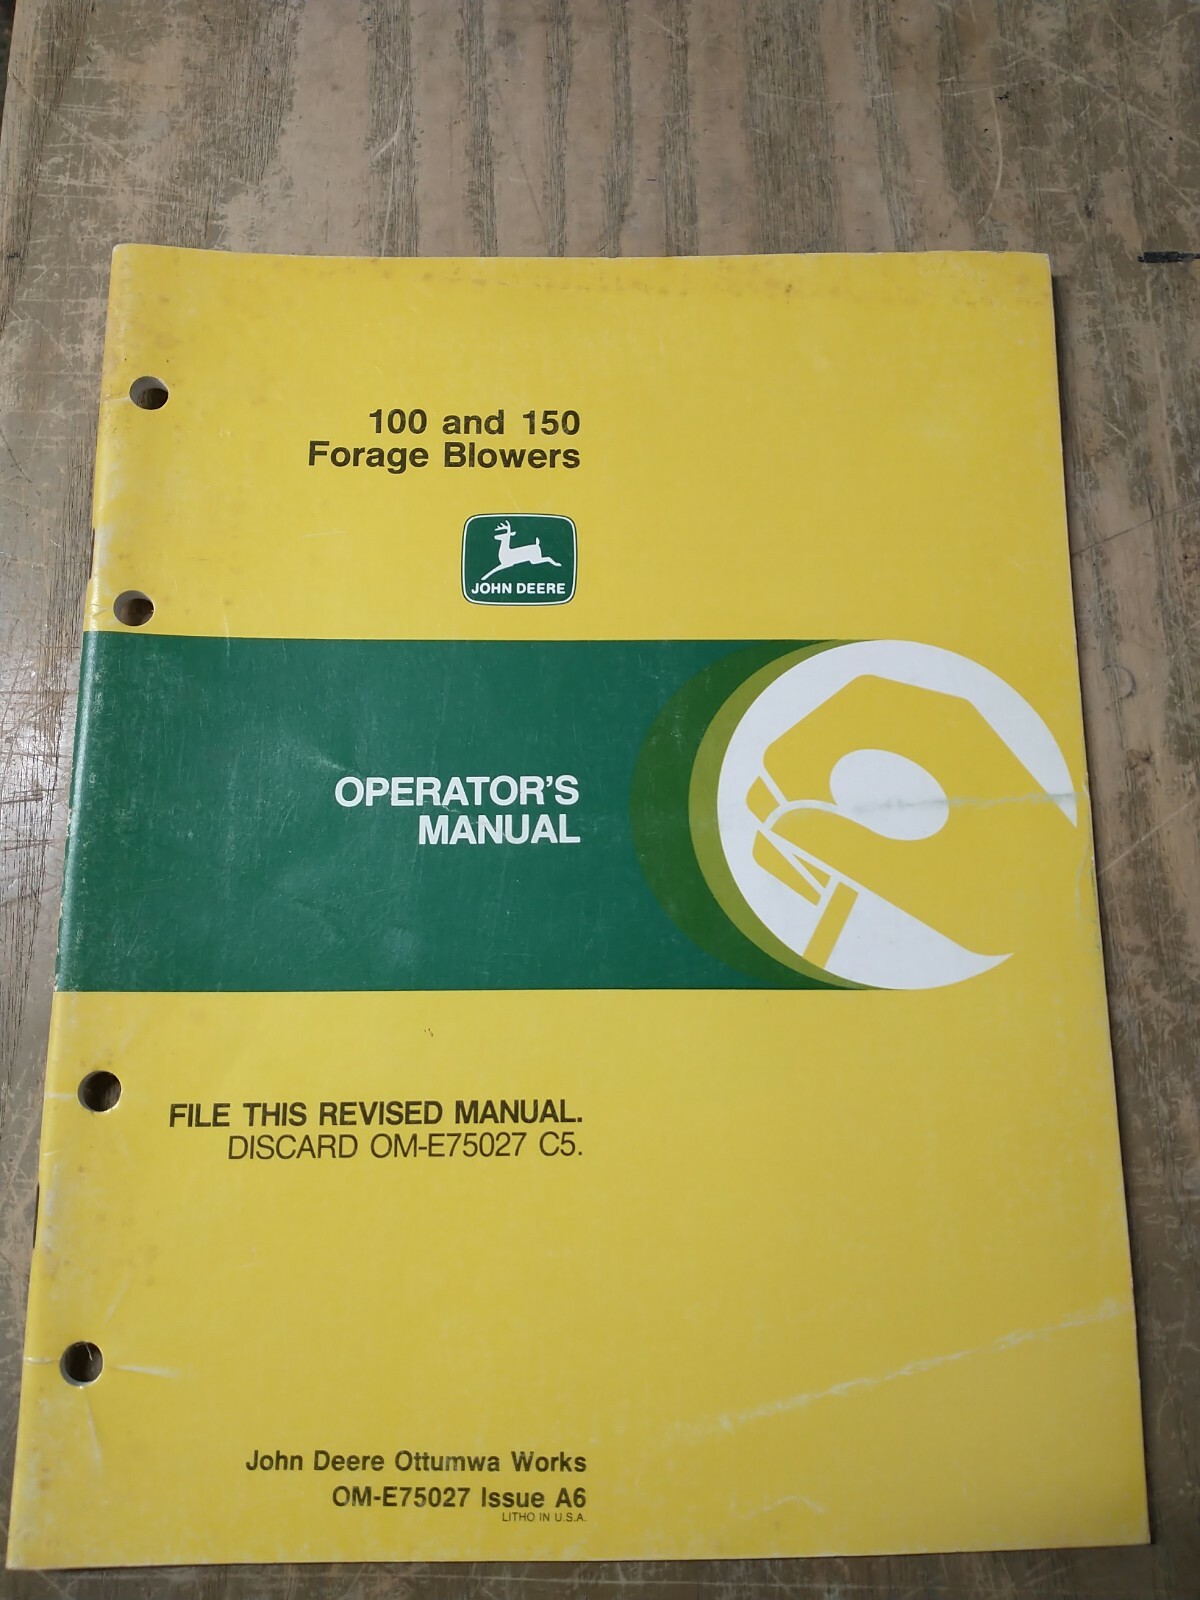 100 and 150
Forage Blowers
JOHN DEERE
OPERATOR'S
MANUAL
FILE THIS REVISED MANUAL.
DISCARD OM-E75027 C5.
John Deere Ottumwa Works
OM-E75027 Issue A6
LITHO IN U.S.A.